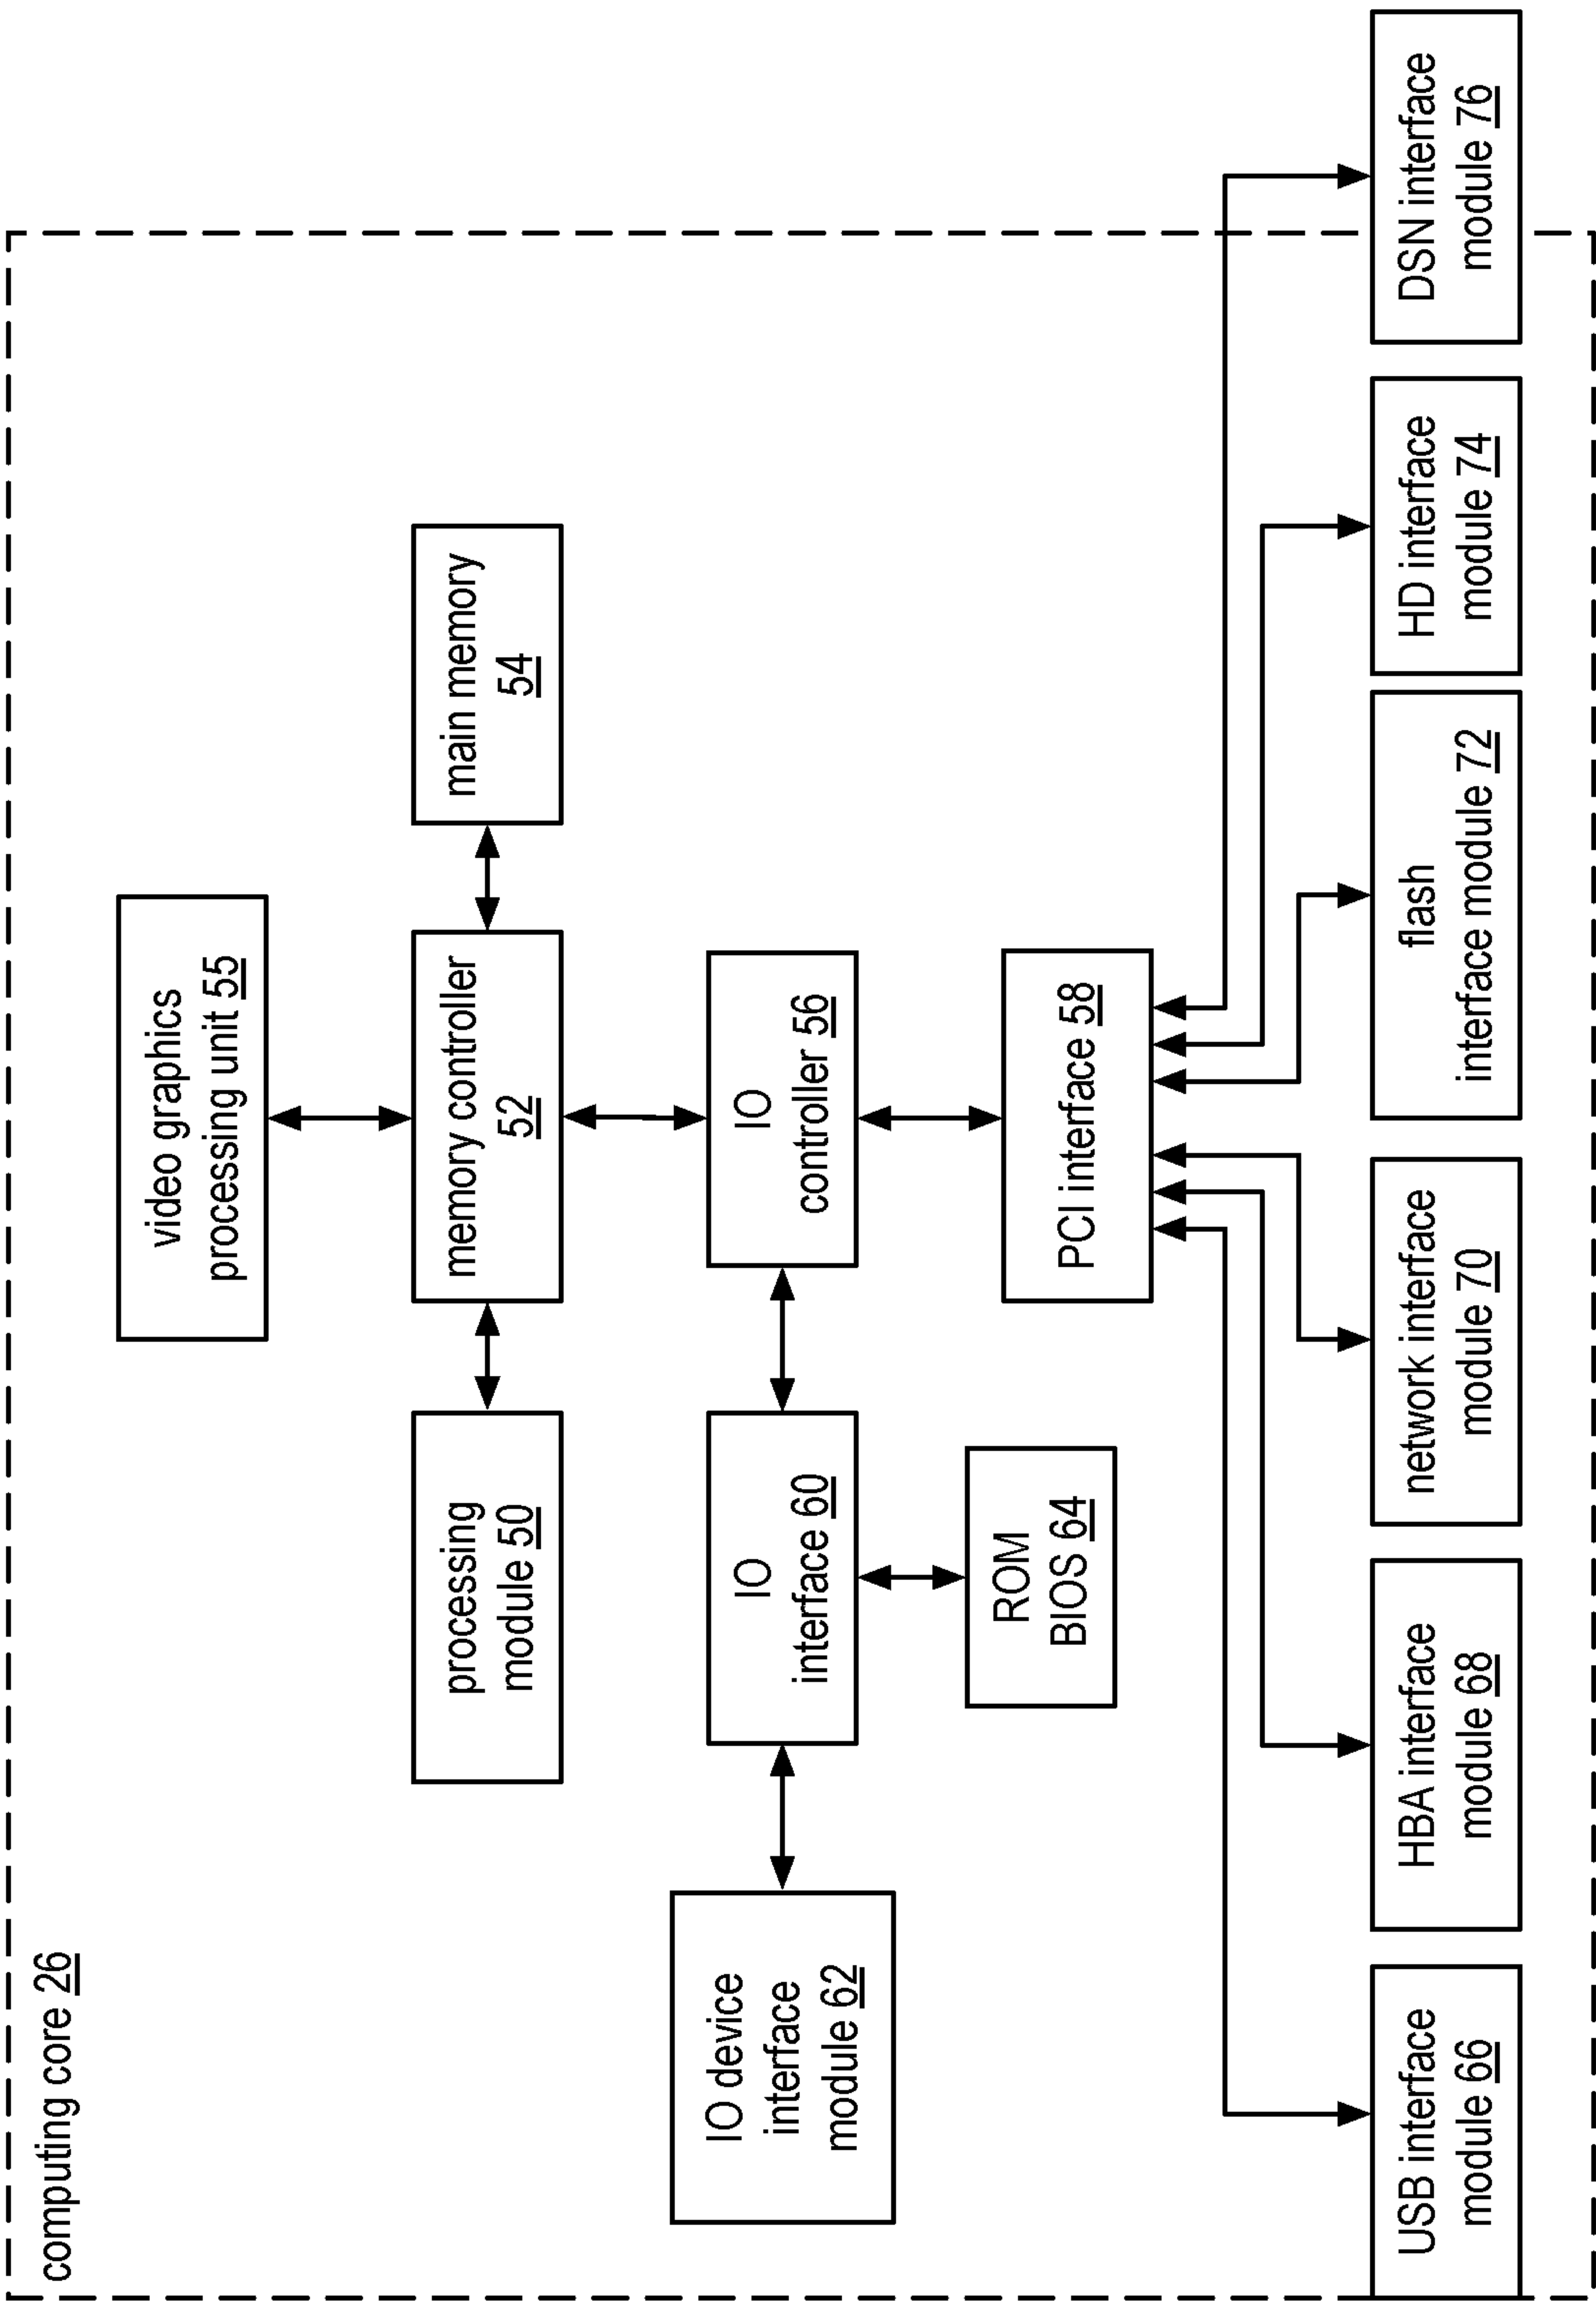 computing core 26
video graphics
processing unit 55
processing
module 50
memory controller
52
main memory
54
IO device
interface
module 62
IO
interface 60
IO
controller 56
ROM
BIOS 64
PCI interface 58
USB interface
module 66
HBA interface
module 68
network interface
module 70
flash
interface module 72
HD interface
module 74
DSN interface
module 76